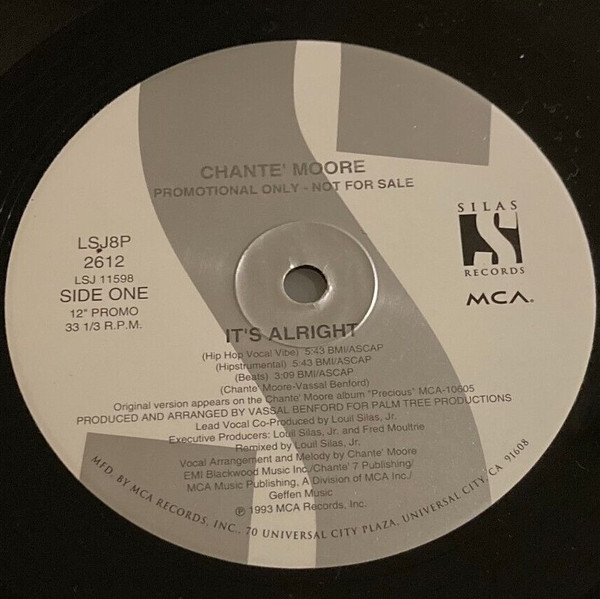 CHANTE' MOORE
PROMOTIONAL ONLY - NOT FOR SALE
LSJ8P
2612
LSJ 11598
SIDE ONE
12" PROMO
33 1/3 R.P.M.
SILAS
S
RECORDS
MCA.
IT'S ALRIGHT
(Hip Hop Vocal Vibe) 5:43 BMI/ASCAP
(Hipstrumental) 5:43 BMI/ASCAP
(Beats) 3:09 BMI/ASCAP
(Chante' Moore-Vassal Benford)
Original version appears on the Chante' Moore album "Precious" MCA-10605
PRODUCED AND ARRANGED BY VASSAL BENFORD FOR PALM TREE PRODUCTIONS
Lead Vocal Co-Produced by Louil Silas, Jr.
Executive Producers: Louil Silas, Jr. and Fred Moultrie
Remixed by Louil Silas, Jr.
Vocal Arrangement and Melody by Chante' Moore
EMI Blackwood Music Inc./Chante' 7 Publishing/
MCA Music Publishing, A Division of MCA Inc./
Geffen Music
℗ 1993 MCA Records, Inc.
MFD. BY MCA RECORDS, INC., 70 UNIVERSAL CITY PLAZA, UNIVERSAL CITY, CA 91608